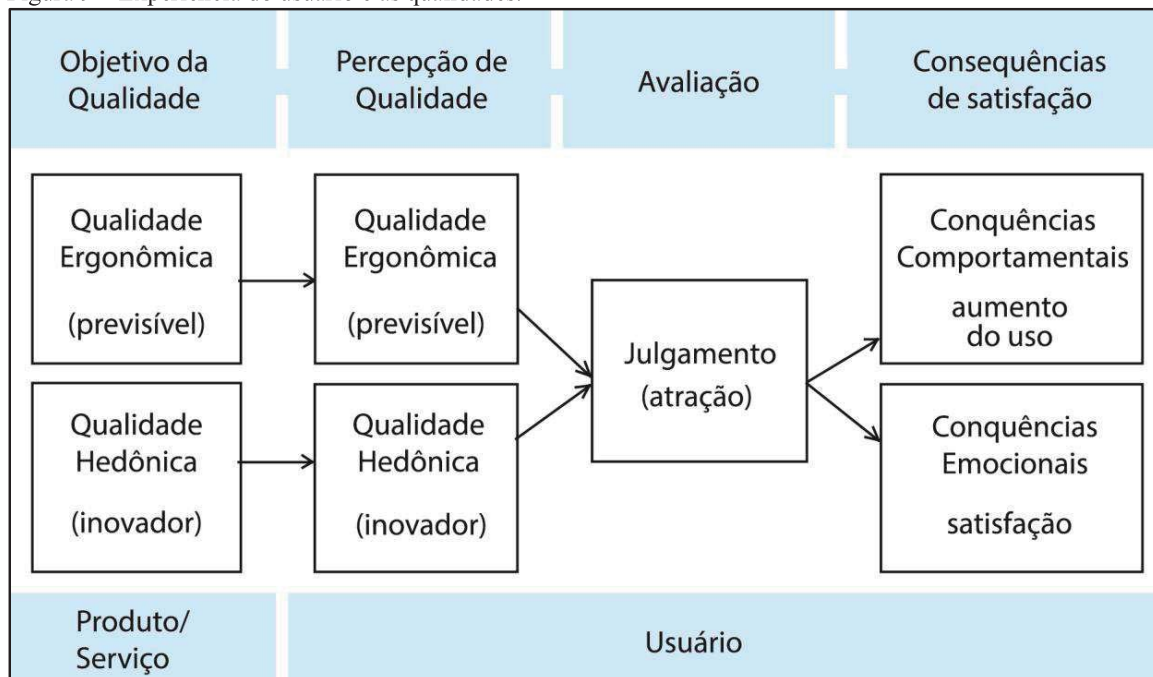 Objetivo da
Qualidade
Percepção de
Qualidade
Avaliação
Consequências
de satisfação
Qualidade
Ergonômica
(previsível)
Qualidade
Ergonômica
(previsível)
Julgamento
(atração)
Conquências
Comportamentais
aumento
do uso
Qualidade
Hedônica
(inovador)
Qualidade
Hedônica
(inovador)
Conquências
Emocionais
satisfação
Produto/
Serviço
Usuário